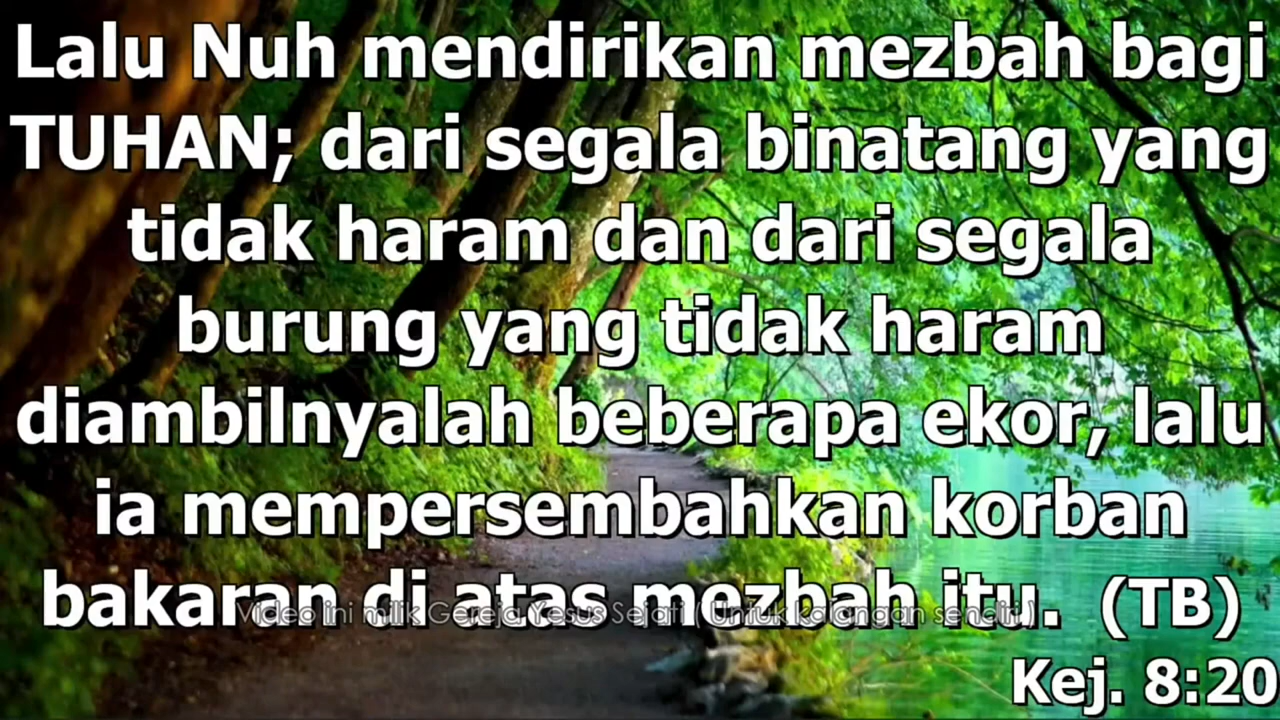 Lalu Nuh mendirikan mezbah bagi
TUHAN; dari segala binatang yang
tidak haram dan dari segala
burung yang tidak haram
diambilnyalah beberapa ekor, lalu
ia mempersembahkan korban
bakaran di atas mezbah itu. (TB)
Video ini milik Gereja Yesus Sejati ( Untuk kalangan sendiri )
Kej. 8:20